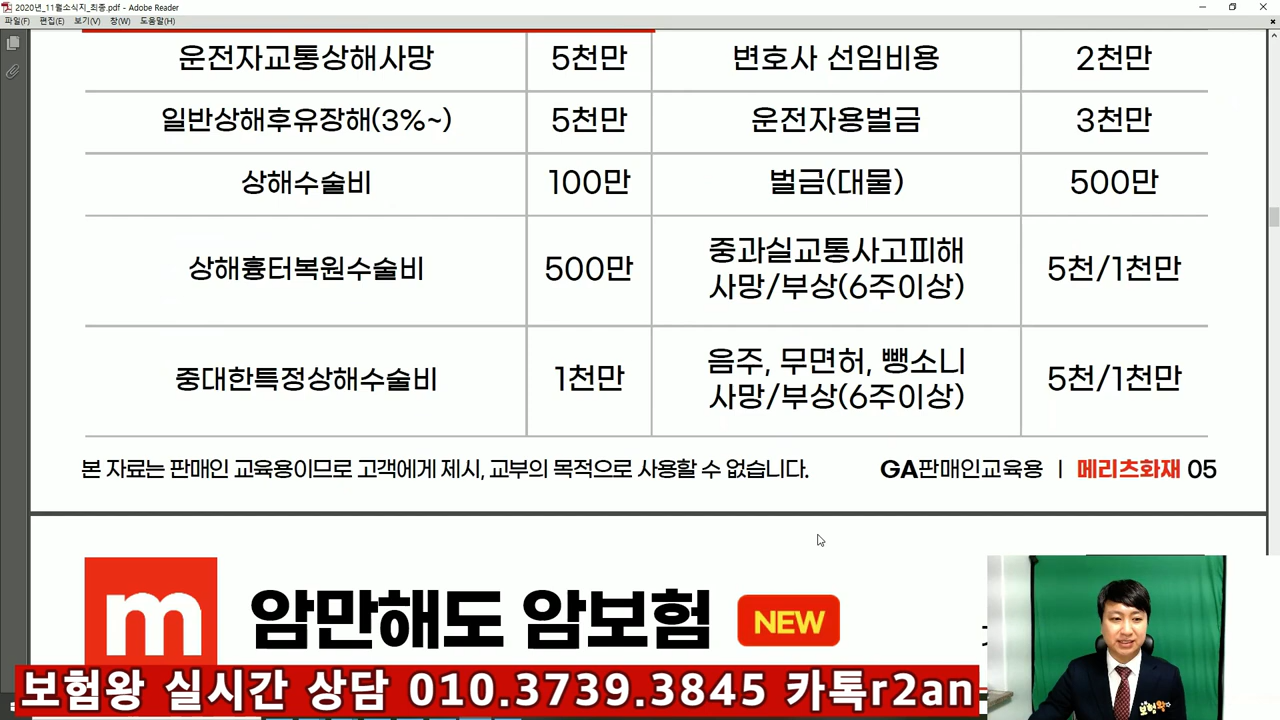 2020년_11월소식지_최종.pdf - Adobe Reader
파일(F) 편집(E) 보기(V) 창(W) 도움말(H)
운전자교통상해사망 5천만 변호사 선임비용 2천만
일반상해후유장해(3%~) 5천만 운전자용벌금 3천만
상해수술비 100만 벌금(대물) 500만
상해흉터복원수술비 500만 중과실교통사고피해
사망/부상(6주이상) 5천/1천만
중대한특정상해수술비 1천만 음주, 무면허, 뺑소니
사망/부상(6주이상) 5천/1천만
본 자료는 판매인 교육용이므로 고객에게 제시, 교부의 목적으로 사용할 수 없습니다. GA판매인교육용 | 메리츠화재 05
m 암만해도 암보험 NEW
보험왕 실시간 상담 010.3739.3845 카톡r2an
보험왕